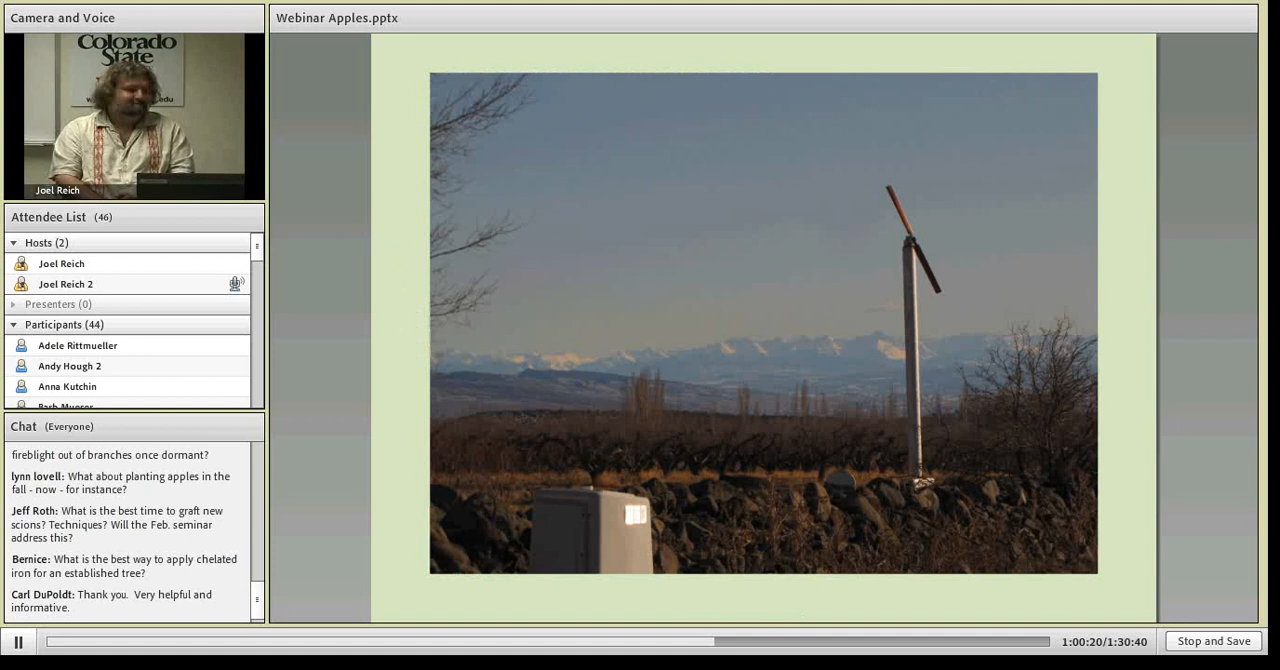 Camera and Voice
Colorado
State
edu
Joel Reich
Attendee List (46)
Hosts (2)
Joel Reich
Joel Reich 2
Presenters (0)
Participants (44)
Adele Rittmueller
Andy Hough 2
Anna Kutchin
Chat (Everyone)
fireblight out of branches once dormant?
lynn lovell: What about planting apples in the
fall - now - for instance?
Jeff Roth: What is the best time to graft new
scions? Techniques? Will the Feb. seminar
address this?
Bernice: What is the best way to apply chelated
iron for an established tree?
Carl DuPoldt: Thank you. Very helpful and
informative.
Webinar Apples.pptx
1:00:20/1:30:40
Stop and Save